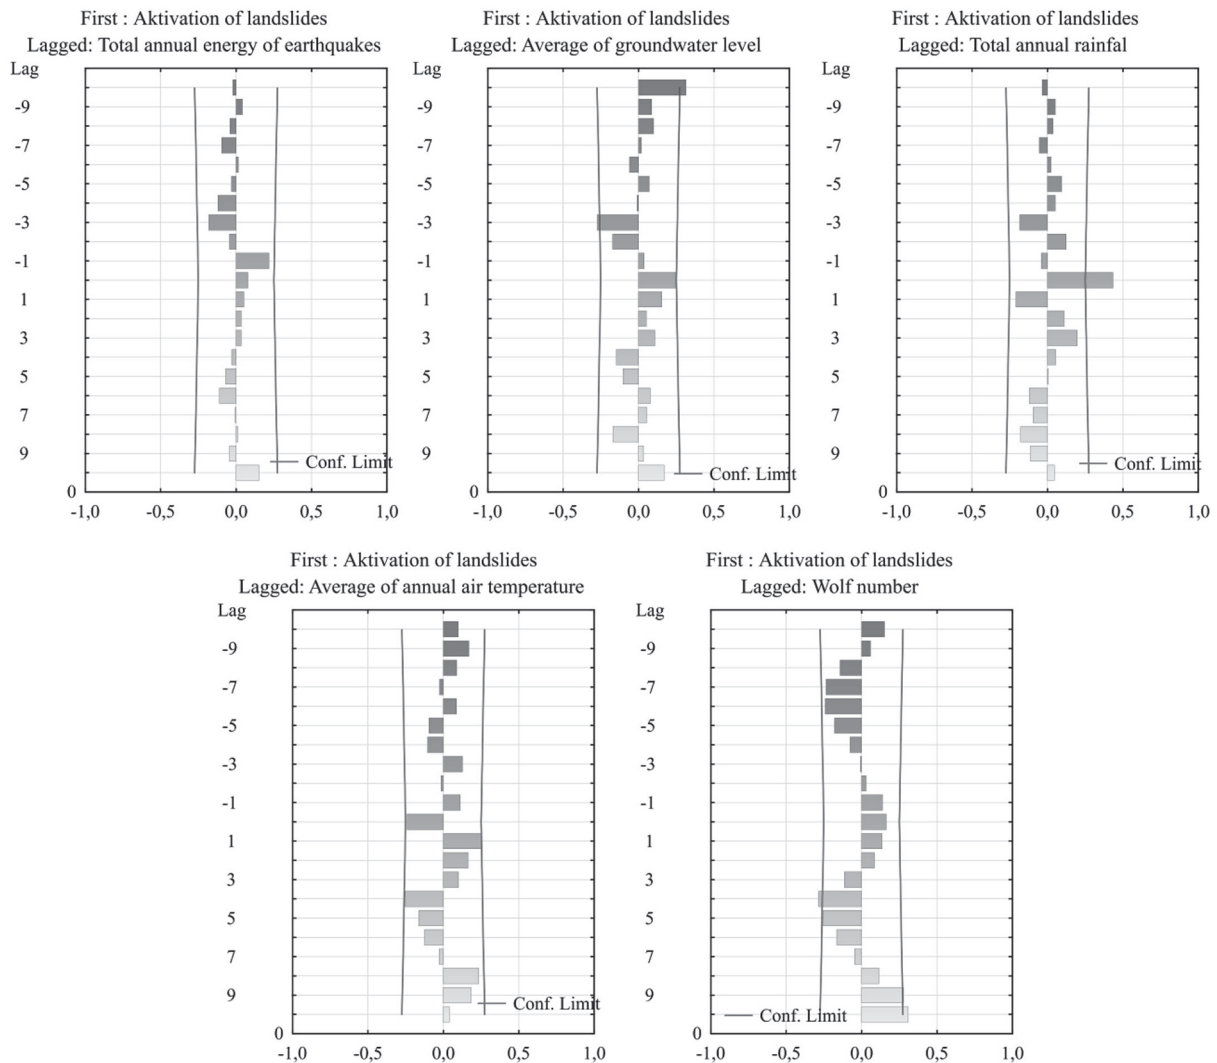 First : Aktivation of landslides
Lagged: Total annual energy of earthquakes
Lag
-9
-7
-5
-3
-1
1
3
5
7
9
0
Conf. Limit
-1,0 -0,5 0,0 0,5 1,0
First : Aktivation of landslides
Lagged: Average of groundwater level
Lag
-9
-7
-5
-3
-1
1
3
5
7
9
0
Conf. Limit
-1,0 -0,5 0,0 0,5 1,0
First : Aktivation of landslides
Lagged: Total annual rainfal
Lag
-9
-7
-5
-3
-1
1
3
5
7
9
0
Conf. Limit
-1,0 -0,5 0,0 0,5 1,0
First : Aktivation of landslides
Lagged: Average of annual air temperature
Lag
-9
-7
-5
-3
-1
1
3
5
7
9
0
Conf. Limit
-1,0 -0,5 0,0 0,5 1,0
First : Aktivation of landslides
Lagged: Wolf number
Lag
-9
-7
-5
-3
-1
1
3
5
7
9
0
Conf. Limit
-1,0 -0,5 0,0 0,5 1,0